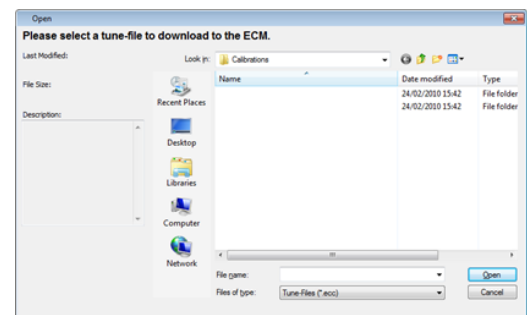 Open
Please select a tune-file to download to the ECM.
Last Modified:
Look in:
Calibrations
File Size:
Name
Date modified
Type
24/02/2010 15:42
File folder
24/02/2010 15:42
File folder
Recent Places
Description:
Desktop
Libraries
Computer
Network
File name:
Open
Files of type:
Tune-Files (*.ecc)
Cancel